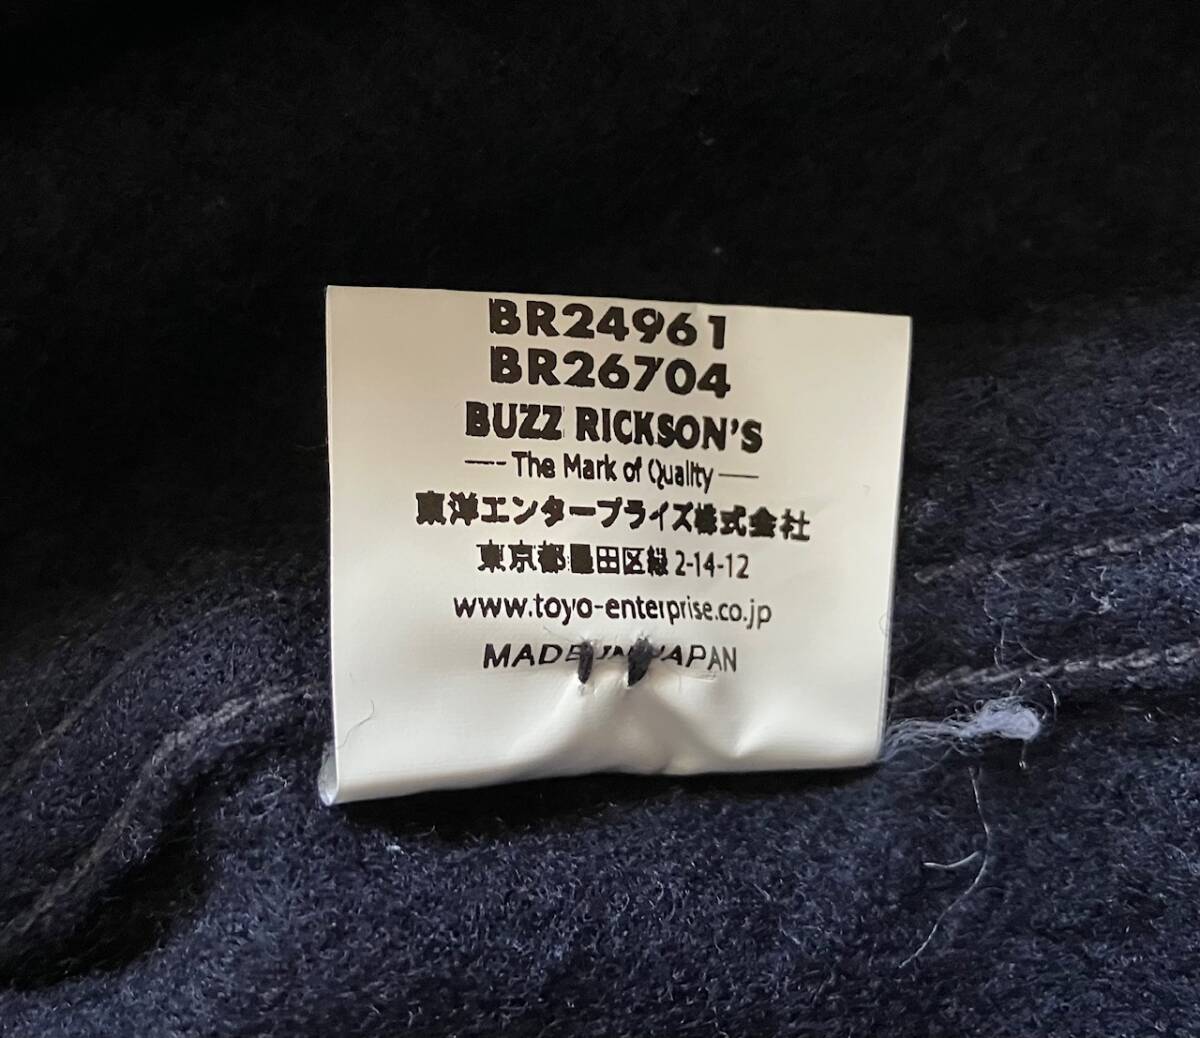 BR24961
BR26704
BUZZ RICKSON'S
The Mark of Quality
東洋エンタープライズ株式会社
東京都墨田区緑2-14-12
www.toyo-enterprise.co.jp
MADE IN JAPAN